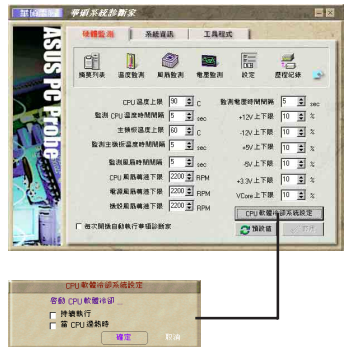 華碩系統診斷家
ASUS PC Probe
硬體監測
系統資訊
工具程式
摘要列表
溫度監測
風扇監測
電壓監測
設定
歷程紀錄
CPU 溫度上限 90 C
監測 CPU 溫度時間間隔 5 sec
主機板溫度上限 60 C
監測主機板溫度時間間隔 5 sec
監測風扇時間間隔 5 sec
CPU 風扇轉速下限 2200 RPM
電源風扇轉速下限 2200 RPM
機殼風扇轉速下限 2200 RPM
監測電壓時間間隔 5 sec
+12V 上下限 10 %
-12V 上下限 10 %
+5V 上下限 10 %
-5V 上下限 10 %
+3.3V 上下限 10 %
VCore 上下限 10 %
CPU 軟體冷卻系統設定
每次開機自動執行華碩診斷家
預設值
CPU 軟體冷卻系統設定
啓動 CPU 軟體冷卻 ...
持續執行
當 CPU 過熱時
確定
取消